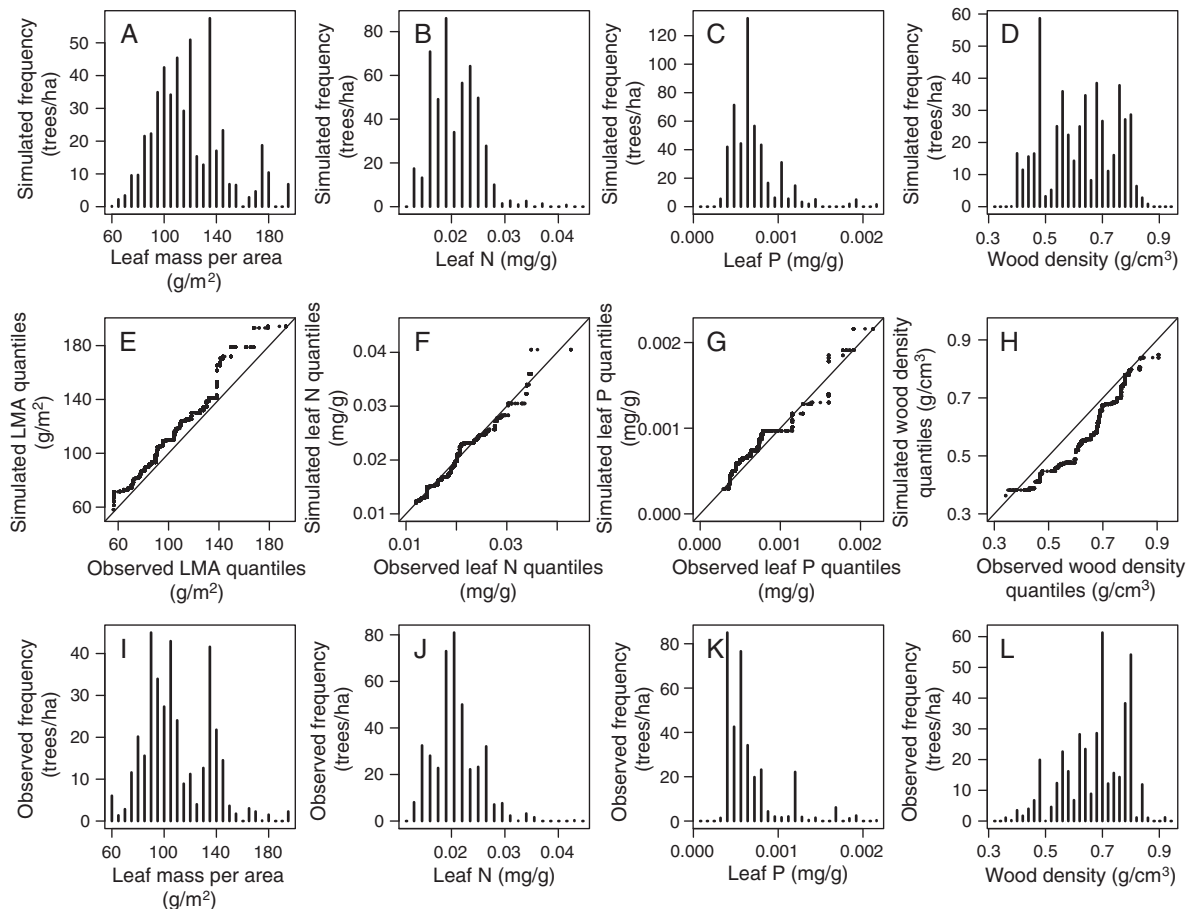 A
Simulated frequency
(trees/ha)
50
40
30
20
10
0
60
100
140
180
Leaf mass per area
(g/m²)
B
Simulated frequency
(trees/ha)
80
60
40
20
0
0.02
0.03
0.04
Leaf N (mg/g)
C
Simulated frequency
(trees/ha)
120
100
80
60
40
20
0
0.000
0.001
0.002
Leaf P (mg/g)
D
Simulated frequency
(trees/ha)
60
50
40
30
20
10
0
0.3
0.5
0.7
0.9
Wood density (g/cm³)
E
Simulated LMA quantiles
(g/m²)
180
140
100
60
60
100
140
180
Observed LMA quantiles
(g/m²)
F
Simulated leaf N quantiles
(mg/g)
0.04
0.03
0.02
0.01
0.01
0.03
Observed leaf N quantiles
(mg/g)
G
Simulated leaf P quantiles
(mg/g)
0.002
0.001
0.000
0.000
0.001
0.002
Observed leaf P quantiles
(mg/g)
H
Simulated wood density
quantiles (g/cm³)
0.9
0.7
0.5
0.3
0.3
0.5
0.7
0.9
Observed wood density
quantiles (g/cm³)
I
Observed frequency
(trees/ha)
40
30
20
10
0
60
100
140
180
Leaf mass per area
(g/m²)
J
Observed frequency
(trees/ha)
80
60
40
20
0
0.02
0.03
0.04
Leaf N (mg/g)
K
Observed frequency
(trees/ha)
80
60
40
20
0
0.000
0.001
0.002
Leaf P (mg/g)
L
Observed frequency
(trees/ha)
60
50
40
30
20
10
0
0.3
0.5
0.7
0.9
Wood density (g/cm³)